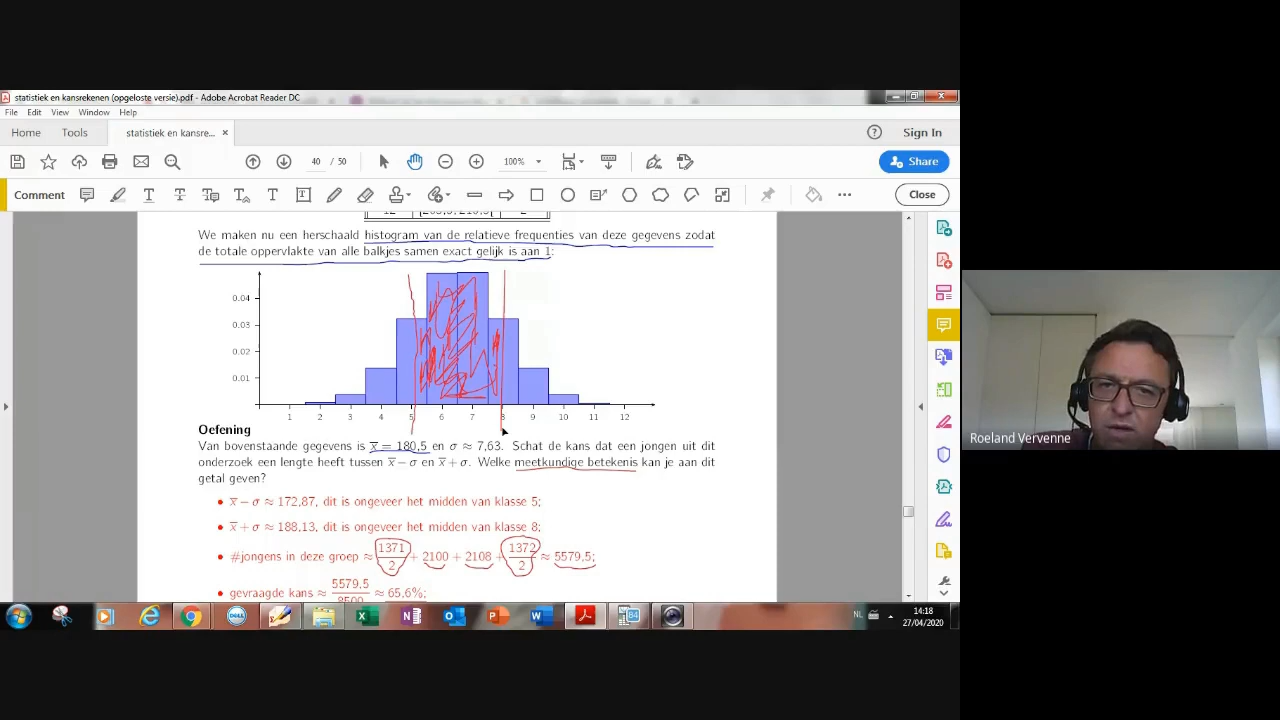 statistiek en kansrekenen (opgeloste versie).pdf - Adobe Acrobat Reader DC
File Edit View Window Help
Home Tools statistiek en kansre... × Sign In
40 / 50 100% Share
Comment Close
We maken nu een herschaald histogram van de relatieve frequenties van deze gegevens zodat
de totale oppervlakte van alle balkjes samen exact gelijk is aan 1:
0.04
0.03
0.02
0.01
1 2 3 4 5 6 7 8 9 10 11 12
Oefening
Van bovenstaande gegevens is x̅ = 180,5 en σ ≈ 7,63. Schat de kans dat een jongen uit dit
onderzoek een lengte heeft tussen x̅ − σ en x̅ + σ. Welke meetkundige betekenis kan je aan dit
getal geven?
• x̅ − σ ≈ 172,87, dit is ongeveer het midden van klasse 5;
• x̅ + σ ≈ 188,13, dit is ongeveer het midden van klasse 8;
• #jongens in deze groep ≈ 1371/2 + 2100 + 2108 + 1372/2 ≈ 5579,5;
• gevraagde kans ≈ 5579,5/8500 ≈ 65,6%;
NL 14:18
27/04/2020
Roeland Vervenne